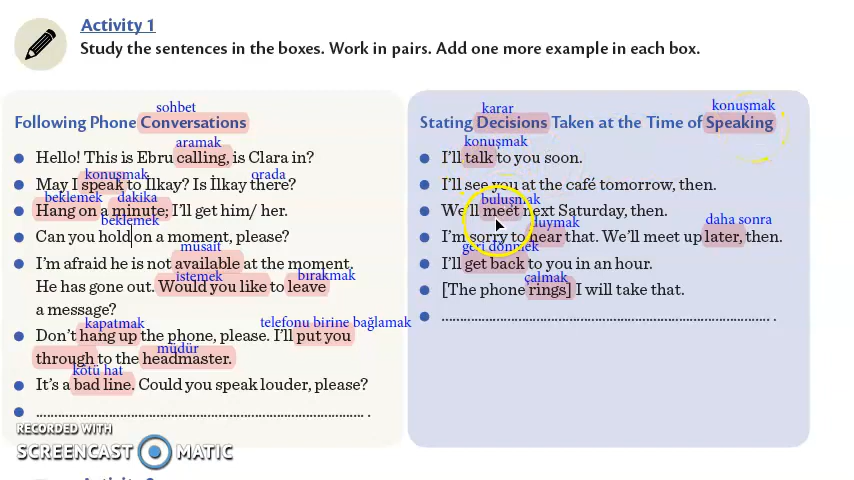 Activity 1
Study the sentences in the boxes. Work in pairs. Add one more example in each box.
sohbet
Following Phone Conversations
aramak
Hello! This is Ebru calling, is Clara in?
konuşmak orada
May I speak to İlkay? Is İlkay there?
beklemek dakika
Hang on a minute; I'll get him/ her.
beklemek
Can you hold on a moment, please?
müsait
I'm afraid he is not available at the moment.
istemek bırakmak
He has gone out. Would you like to leave
a message?
kapatmak telefonu birine bağlamak
Don't hang up the phone, please. I'll put you
müdür
through to the headmaster.
kötü hat
It's a bad line. Could you speak louder, please?
.................................................................................... .
karar konuşmak
Stating Decisions Taken at the Time of Speaking
konuşmak
I'll talk to you soon.
I'll see you at the café tomorrow, then.
buluşmak
We'll meet next Saturday, then.
duymak daha sonra
I'm sorry to hear that. We'll meet up later, then.
geri dönmek
I'll get back to you in an hour.
çalmak
[The phone rings] I will take that.
.................................................................................... .
RECORDED WITH
SCREENCAST MATIC